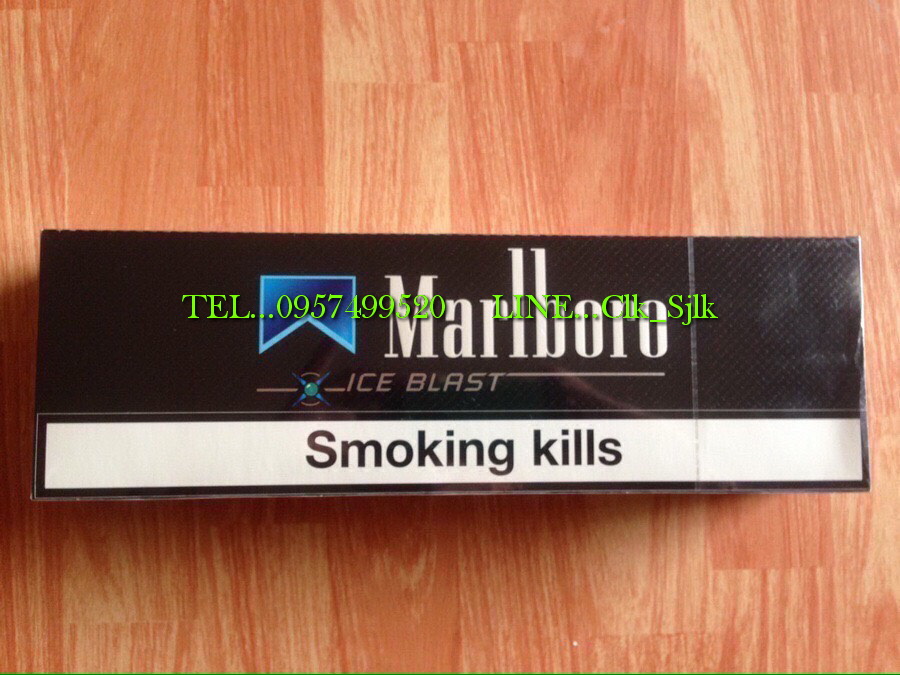 Marlboro
TEL...0957499520 LINE...Clk_Sjlk
ICE BLAST
Smoking kills